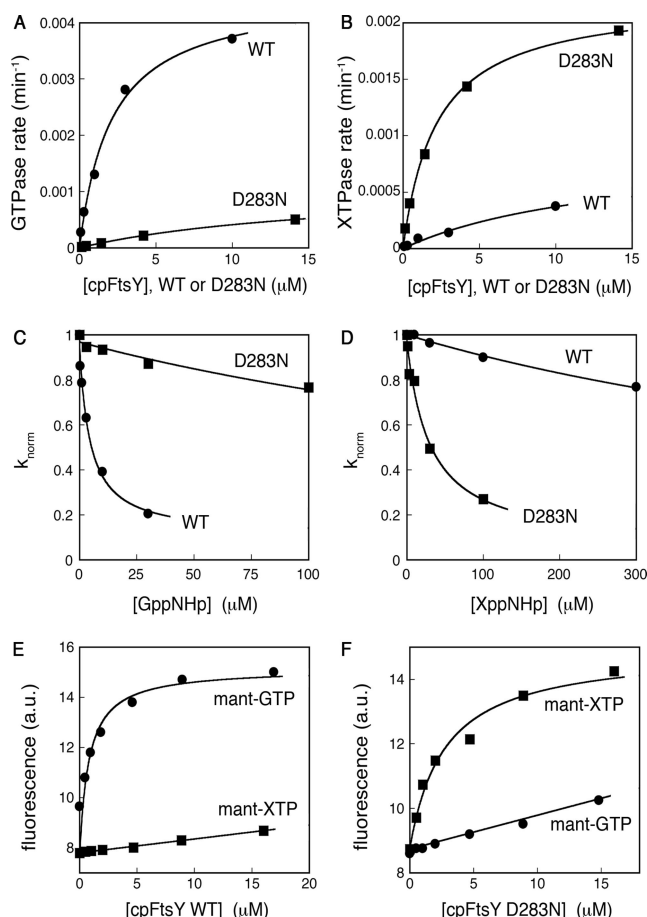 A
GTPase rate (min-1)
0.004
0.003
0.002
0.001
0
WT
D283N
0 5 10 15
[cpFtsY], WT or D283N (μM)
B
XTPase rate (min-1)
0.002
0.0015
0.001
0.0005
0
D283N
WT
0 5 10 15
[cpFtsY], WT or D283N (μM)
C
knorm
1
0.8
0.6
0.4
0.2
0
D283N
WT
0 25 50 75 100
[GppNHp] (μM)
D
knorm
1
0.8
0.6
0.4
0.2
0
WT
D283N
0 100 200 300
[XppNHp] (μM)
E
fluorescence (a.u.)
16
14
12
10
8
mant-GTP
mant-XTP
0 5 10 15 20
[cpFtsY WT] (μM)
F
fluorescence (a.u.)
14
12
10
8
mant-XTP
mant-GTP
0 5 10 15
[cpFtsY D283N] (μM)